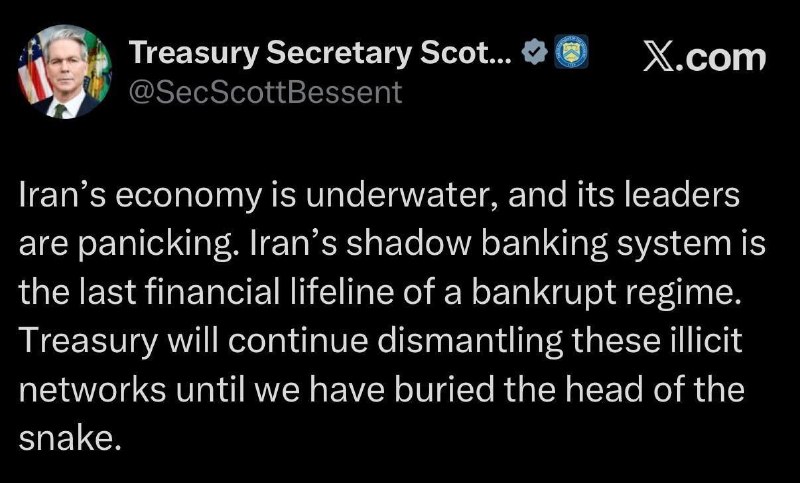 Treasury Secretary Scot...
X.com
@SecScottBessent
Iran’s economy is underwater, and its leaders
are panicking. Iran’s shadow banking system is
the last financial lifeline of a bankrupt regime.
Treasury will continue dismantling these illicit
networks until we have buried the head of the
snake.